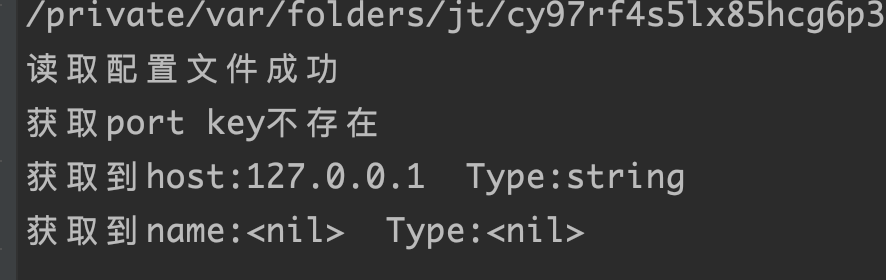 /private/var/folders/jt/cy97rf4s5lx85hcg6p3
读取配置文件成功
获取port key不存在
获取到host:127.0.0.1  Type:string
获取到name:<nil>  Type:<nil>